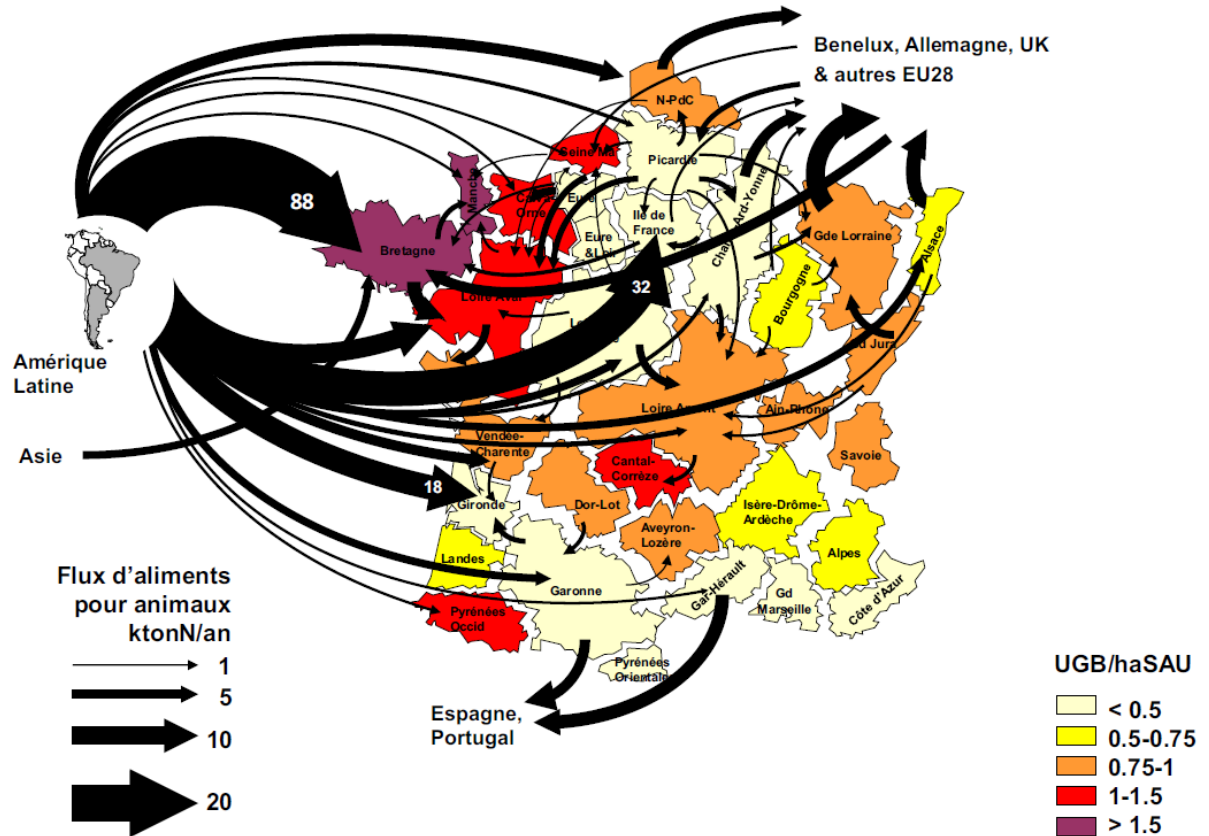 Benelux, Allemagne, UK
& autres EU28
N-PdC
Picardie
Seine Ma
Manche
Eure
Orne
Ile de
France
Eure
&Loir
Ard-Yonne
Gde Lorraine
Alsace
88
Bretagne
Loire Aval
32
Bourgogne
Jura
Amérique
Latine
Asie
Loire Amont
Ain-Rhone
Vendée-
Charente
Cantal-
Corrèze
Savoie
18
Gironde
Dor-Lot
Aveyron-
Lozère
Isère-Drôme-
Ardèche
Landes
Alpes
Garonne
Gar-Hérault
Gd
Marseille
Côte d'Azur
Pyrénées
Occid
Pyrénées
Orientale
Espagne,
Portugal
Flux d'aliments
pour animaux
ktonN/an
1
5
10
20
UGB/haSAU
< 0.5
0.5-0.75
0.75-1
1-1.5
> 1.5